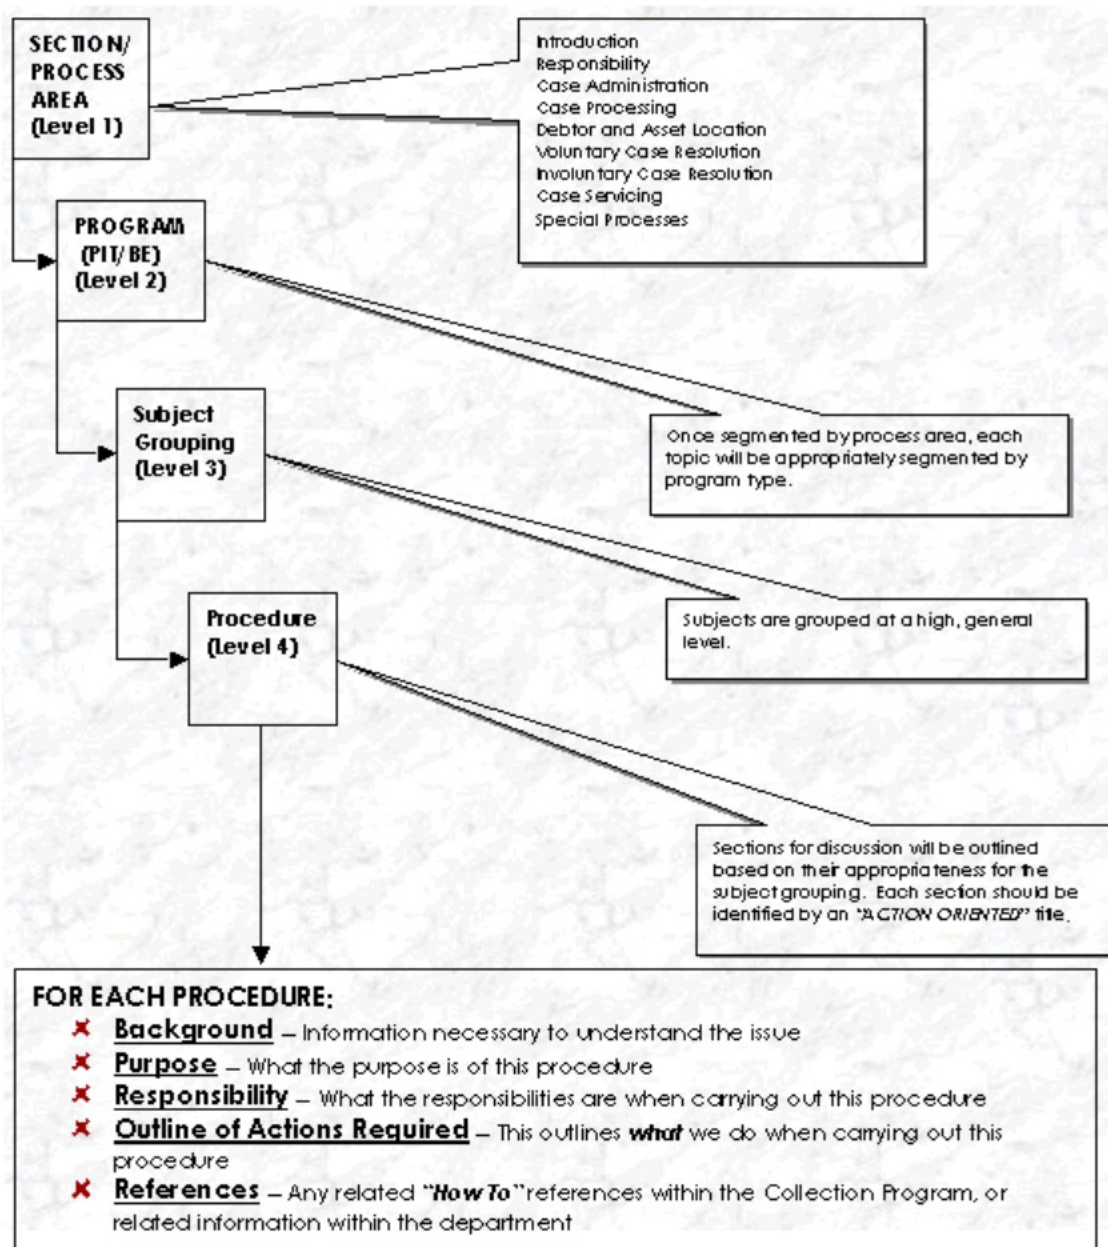 SECTION/
PROCESS
AREA
(Level 1)
Introduction
Responsibility
Case Administration
Case Processing
Debtor and Asset Location
Voluntary Case Resolution
Involuntary Case Resolution
Case Servicing
Special Processes
PROGRAM
(PIT/BE)
(Level 2)
Once segmented by process area, each
topic will be appropriately segmented by
program type.
Subject
Grouping
(Level 3)
Subjects are grouped at a high, general
level.
Procedure
(Level 4)
Sections for discussion will be outlined
based on their appropriateness for the
subject grouping. Each section should be
identified by an "ACTION ORIENTED" title.
FOR EACH PROCEDURE:
Background – Information necessary to understand the issue
Purpose – What the purpose is of this procedure
Responsibility – What the responsibilities are when carrying out this procedure
Outline of Actions Required – This outlines what we do when carrying out this
procedure
References – Any related "How To" references within the Collection Program, or
related information within the department